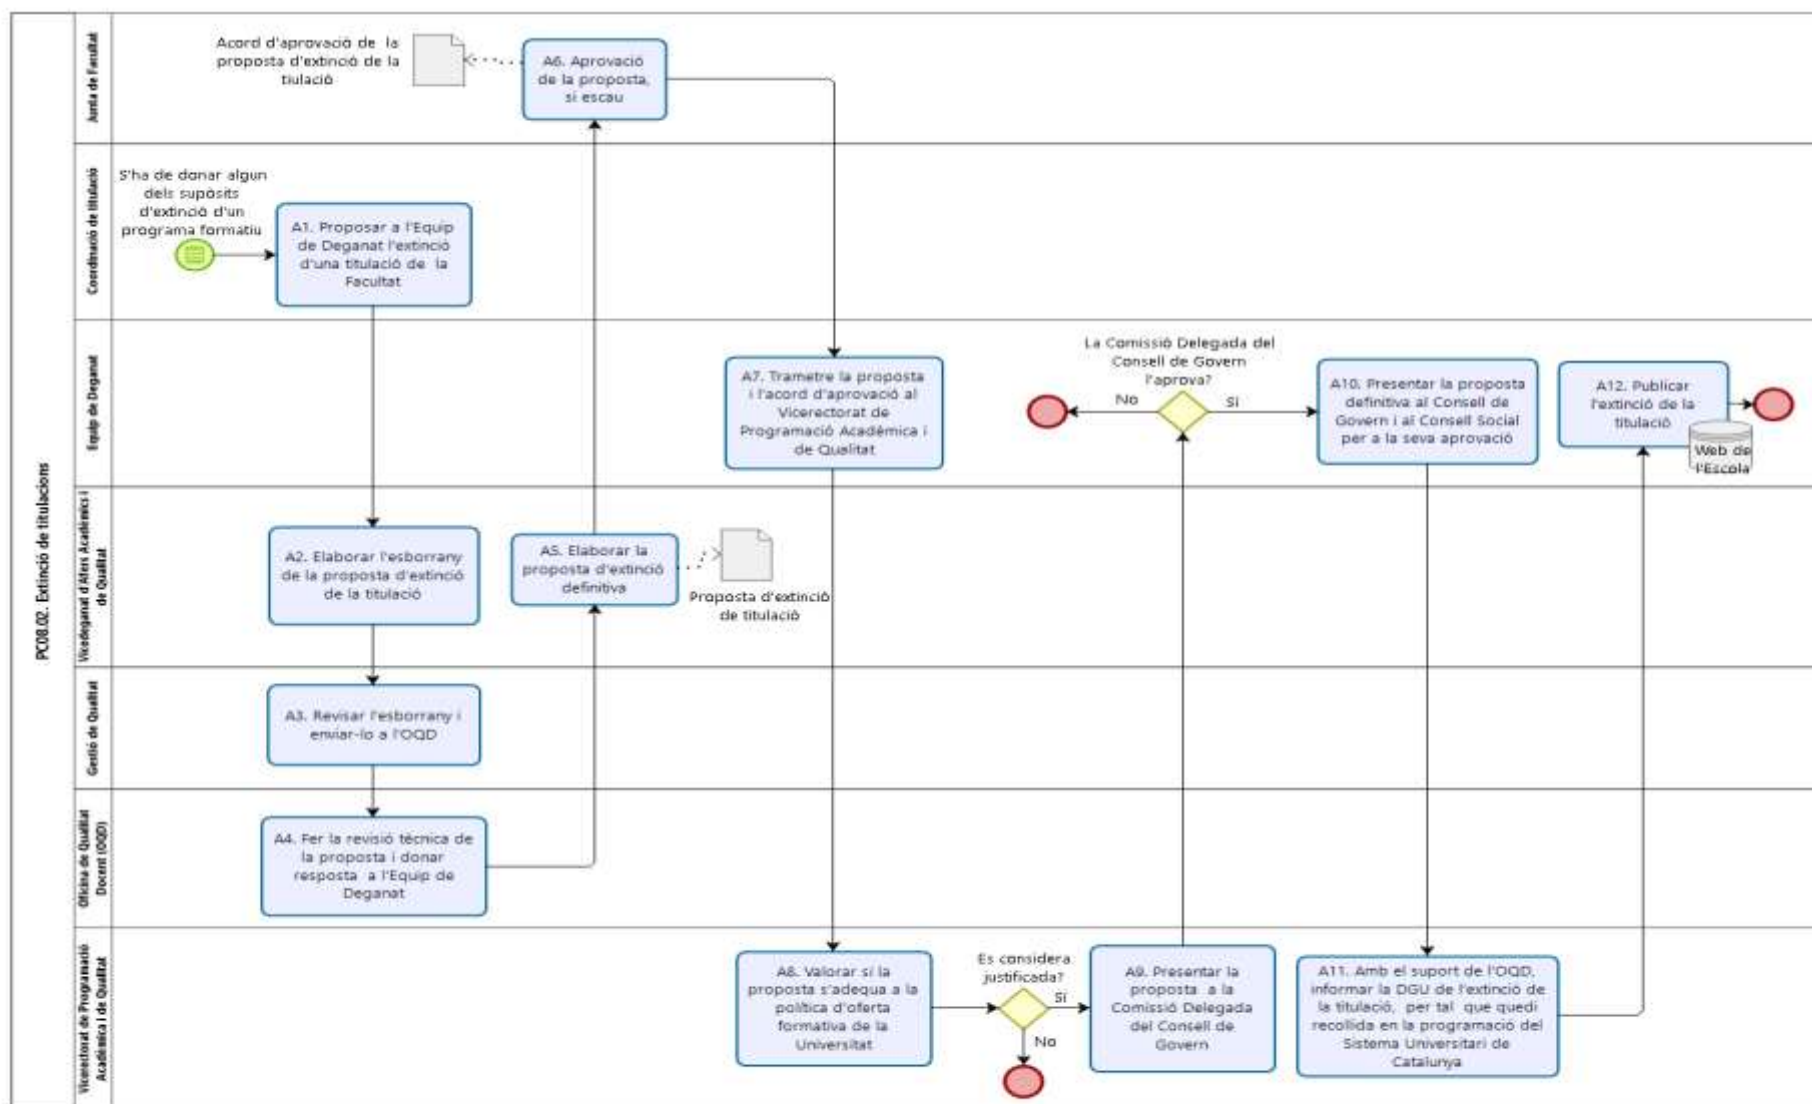 PC08.02. Extinció de titulacions
Junta de Facultat
Acord d'aprovació de la
proposta d'extinció de la
tiulació
A6. Aprovació
de la proposta,
si escau
Coordinació de titulació
S'ha de donar algun
dels supòsits
d'extinció d'un
programa formatiu
A1. Proposar a l'Equip
de Deganat l'extinció
d'una titulació de la
Facultat
Equip de Deganat
A7. Trametre la proposta
i l'acord d'aprovació al
Vicerectorat de
Programació Acadèmica i
de Qualitat
La Comissió Delegada del
Consell de Govern
l'aprova?
No
Si
A10. Presentar la proposta
definitiva al Consell de
Govern i al Consell Social
per a la seva aprovació
A12. Publicar
l'extinció de la
titulació
Web de
l'Escola
Vicedeganat d'Afers Acadèmics i
de Qualitat
A2. Elaborar l'esborrany
de la proposta d'extinció
de la titulació
A5. Elaborar la
proposta d'extinció
definitiva
Proposta d'extinció
de titulació
Gestió de Qualitat
A3. Revisar l'esborrany i
enviar-lo a l'OQD
Oficina de Qualitat
Docent (OQD)
A4. Fer la revisió tècnica de
la proposta i donar
resposta a l'Equip de
Deganat
Vicerectorat de Programació
Acadèmica i de Qualitat
A8. Valorar si la
proposta s'adequa a la
política d'oferta
formativa de la
Universitat
Es considera
justificada?
Si
No
A9. Presentar la
proposta a la
Comissió Delegada
del Consell de
Govern
A11. Amb el suport de l'OQD,
informar la DGU de l'extinció de
la titulació, per tal que quedi
recollida en la programació del
Sistema Universitari de
Catalunya